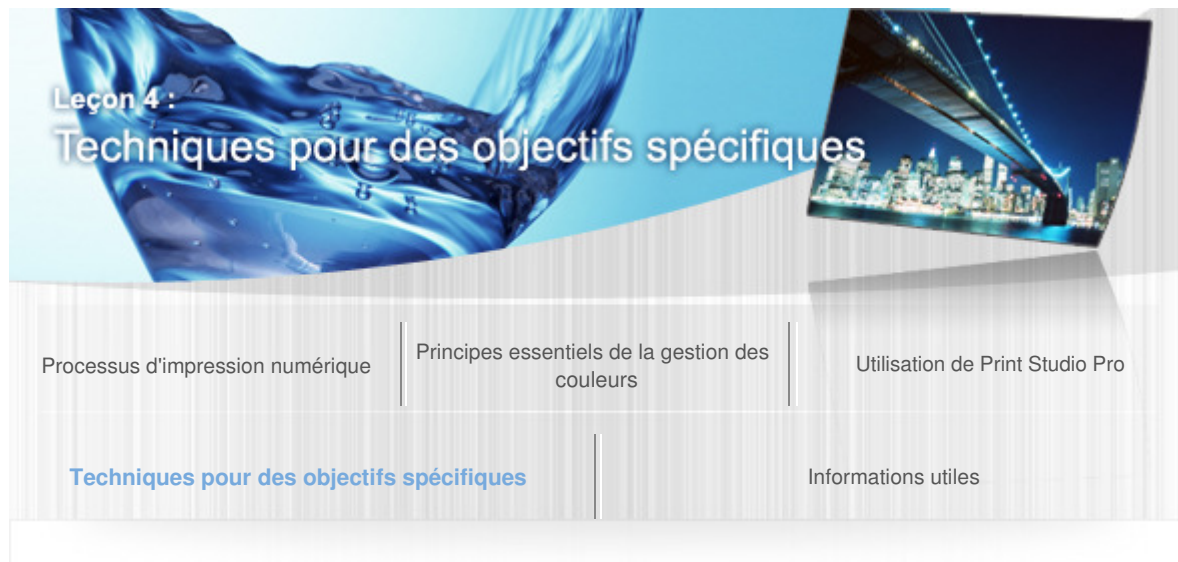 Leçon 4 :
Techniques pour des objectifs spécifiques
Processus d'impression numérique
Principes essentiels de la gestion des
couleurs
Utilisation de Print Studio Pro
Techniques pour des objectifs spécifiques
Informations utiles